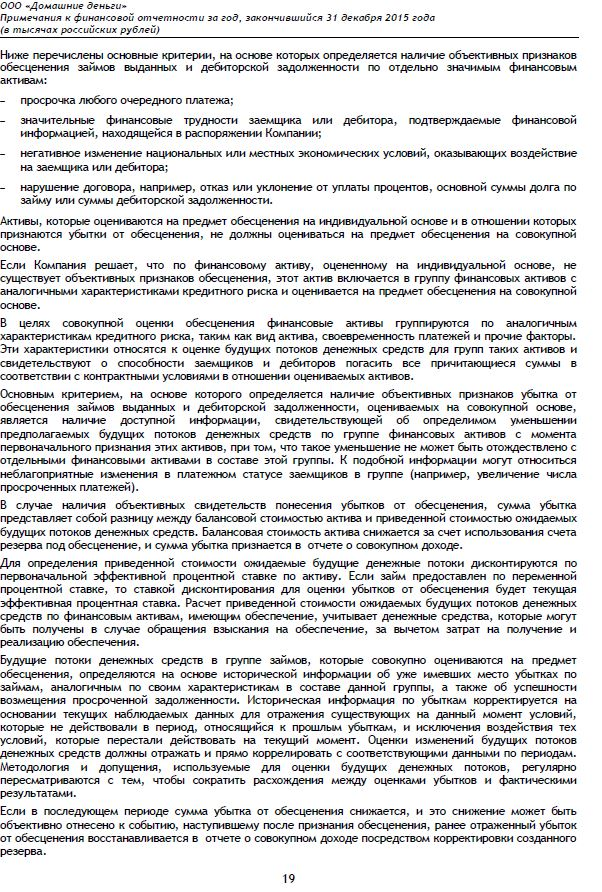 ООО «Домашние деньги»
Примечания к финансовой отчетности за год, закончившийся 31 декабря 2015 года
(в тысячах российских рублей)
Ниже перечислены основные критерии, на основе которых определяется наличие объективных признаков
обесценения займов выданных и дебиторской задолженности по отдельно значимым финансовым
активам:
– просрочка любого очередного платежа;
– значительные финансовые трудности заемщика или дебитора, подтверждаемые финансовой
информацией, находящейся в распоряжении Компании;
– негативное изменение национальных или местных экономических условий, оказывающих воздействие
на заемщика или дебитора;
– нарушение договора, например, отказ или уклонение от уплаты процентов, основной суммы долга по
займу или суммы дебиторской задолженности.
Активы, которые оцениваются на предмет обесценения на индивидуальной основе и в отношении которых
признаются убытки от обесценения, не должны оцениваться на предмет обесценения на совокупной
основе.
Если Компания решает, что по финансовому активу, оцененному на индивидуальной основе, не
существует объективных признаков обесценения, этот актив включается в группу финансовых активов с
аналогичными характеристиками кредитного риска и оценивается на предмет обесценения на совокупной
основе.
В целях совокупной оценки обесценения финансовые активы группируются по аналогичным
характеристикам кредитного риска, таким как вид актива, своевременность платежей и прочие факторы.
Эти характеристики относятся к оценке будущих потоков денежных средств для групп таких активов и
свидетельствуют о способности заемщиков и дебиторов погасить все причитающиеся суммы в
соответствии с контрактными условиями в отношении оцениваемых активов.
Основным критерием, на основе которого определяется наличие объективных признаков убытка от
обесценения займов выданных и дебиторской задолженности, оцениваемых на совокупной основе,
является наличие доступной информации, свидетельствующей об определимом уменьшении
предполагаемых будущих потоков денежных средств по группе финансовых активов с момента
первоначального признания этих активов, при том, что такое уменьшение не может быть отождествлено с
отдельными финансовыми активами в составе этой группы. К подобной информации могут относиться
неблагоприятные изменения в платежном статусе заемщиков в группе (например, увеличение числа
просроченных платежей).
В случае наличия объективных свидетельств понесения убытков от обесценения, сумма убытка
представляет собой разницу между балансовой стоимостью актива и приведенной стоимостью ожидаемых
будущих потоков денежных средств. Балансовая стоимость актива снижается за счет использования счета
резерва под обесценение, и сумма убытка признается в отчете о совокупном доходе.
Для определения приведенной стоимости ожидаемые будущие денежные потоки дисконтируются по
первоначальной эффективной процентной ставке по активу. Если займ предоставлен по переменной
процентной ставке, то ставкой дисконтирования для оценки убытков от обесценения будет текущая
эффективная процентная ставка. Расчет приведенной стоимости ожидаемых будущих потоков денежных
средств по финансовым активам, имеющим обеспечение, учитывает денежные средства, которые могут
быть получены в случае обращения взыскания на обеспечение, за вычетом затрат на получение и
реализацию обеспечения.
Будущие потоки денежных средств в группе займов, которые совокупно оцениваются на предмет
обесценения, определяются на основе исторической информации об уже имевших место убытках по
займам, аналогичным по своим характеристикам в составе данной группы, а также об успешности
возмещения просроченной задолженности. Историческая информация по убыткам корректируется на
основании текущих наблюдаемых данных для отражения существующих на данный момент условий,
которые не действовали в период, относящийся к прошлым убыткам, и исключения воздействия тех
условий, которые перестали действовать на текущий момент. Оценки изменений будущих потоков
денежных средств должны отражать и прямо коррелировать с соответствующими данными по периодам.
Методология и допущения, используемые для оценки будущих денежных потоков, регулярно
пересматриваются с тем, чтобы сократить расхождения между оценками убытков и фактическими
результатами.
Если в последующем периоде сумма убытка от обесценения снижается, и это снижение может быть
объективно отнесено к событию, наступившему после признания обесценения, ранее отраженный убыток
от обесценения восстанавливается в отчете о совокупном доходе посредством корректировки созданного
резерва.
19